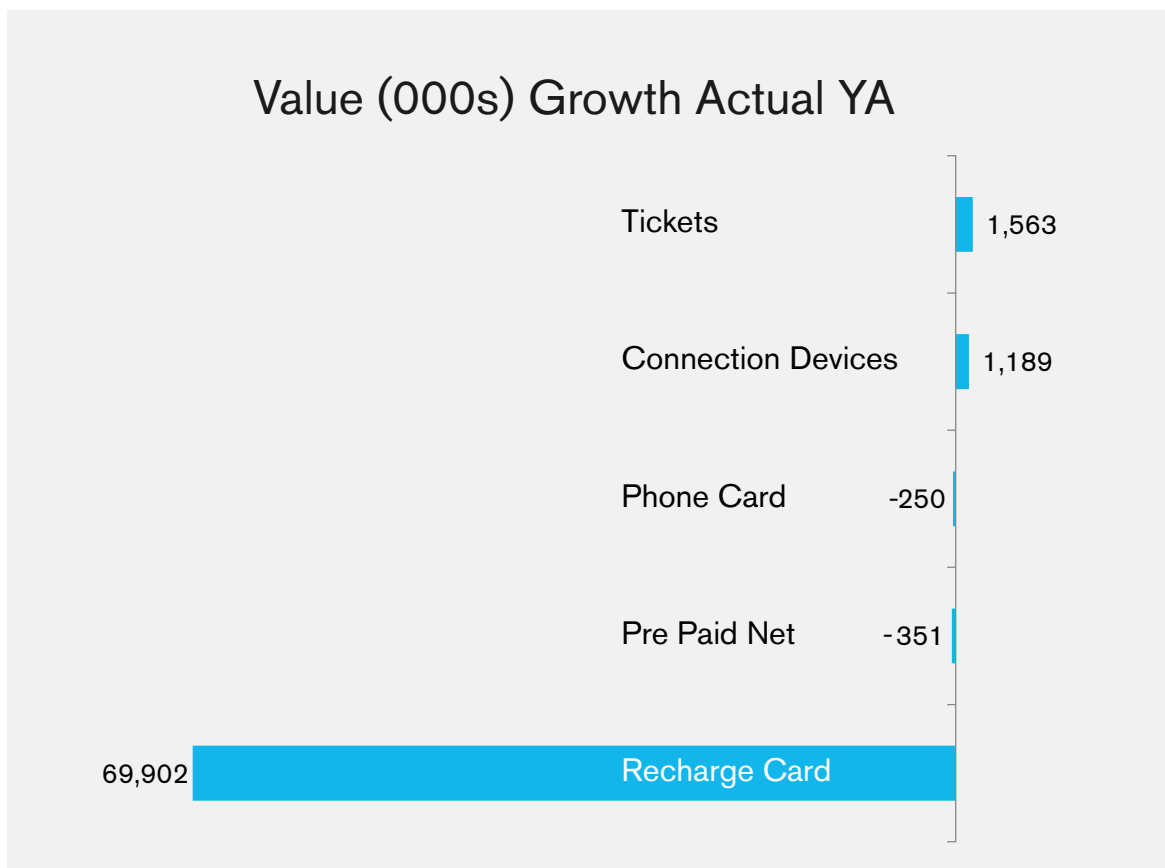 Value (000s) Growth Actual YA
Tickets 1,563
Connection Devices 1,189
Phone Card -250
Pre Paid Net -351
69,902 Recharge Card